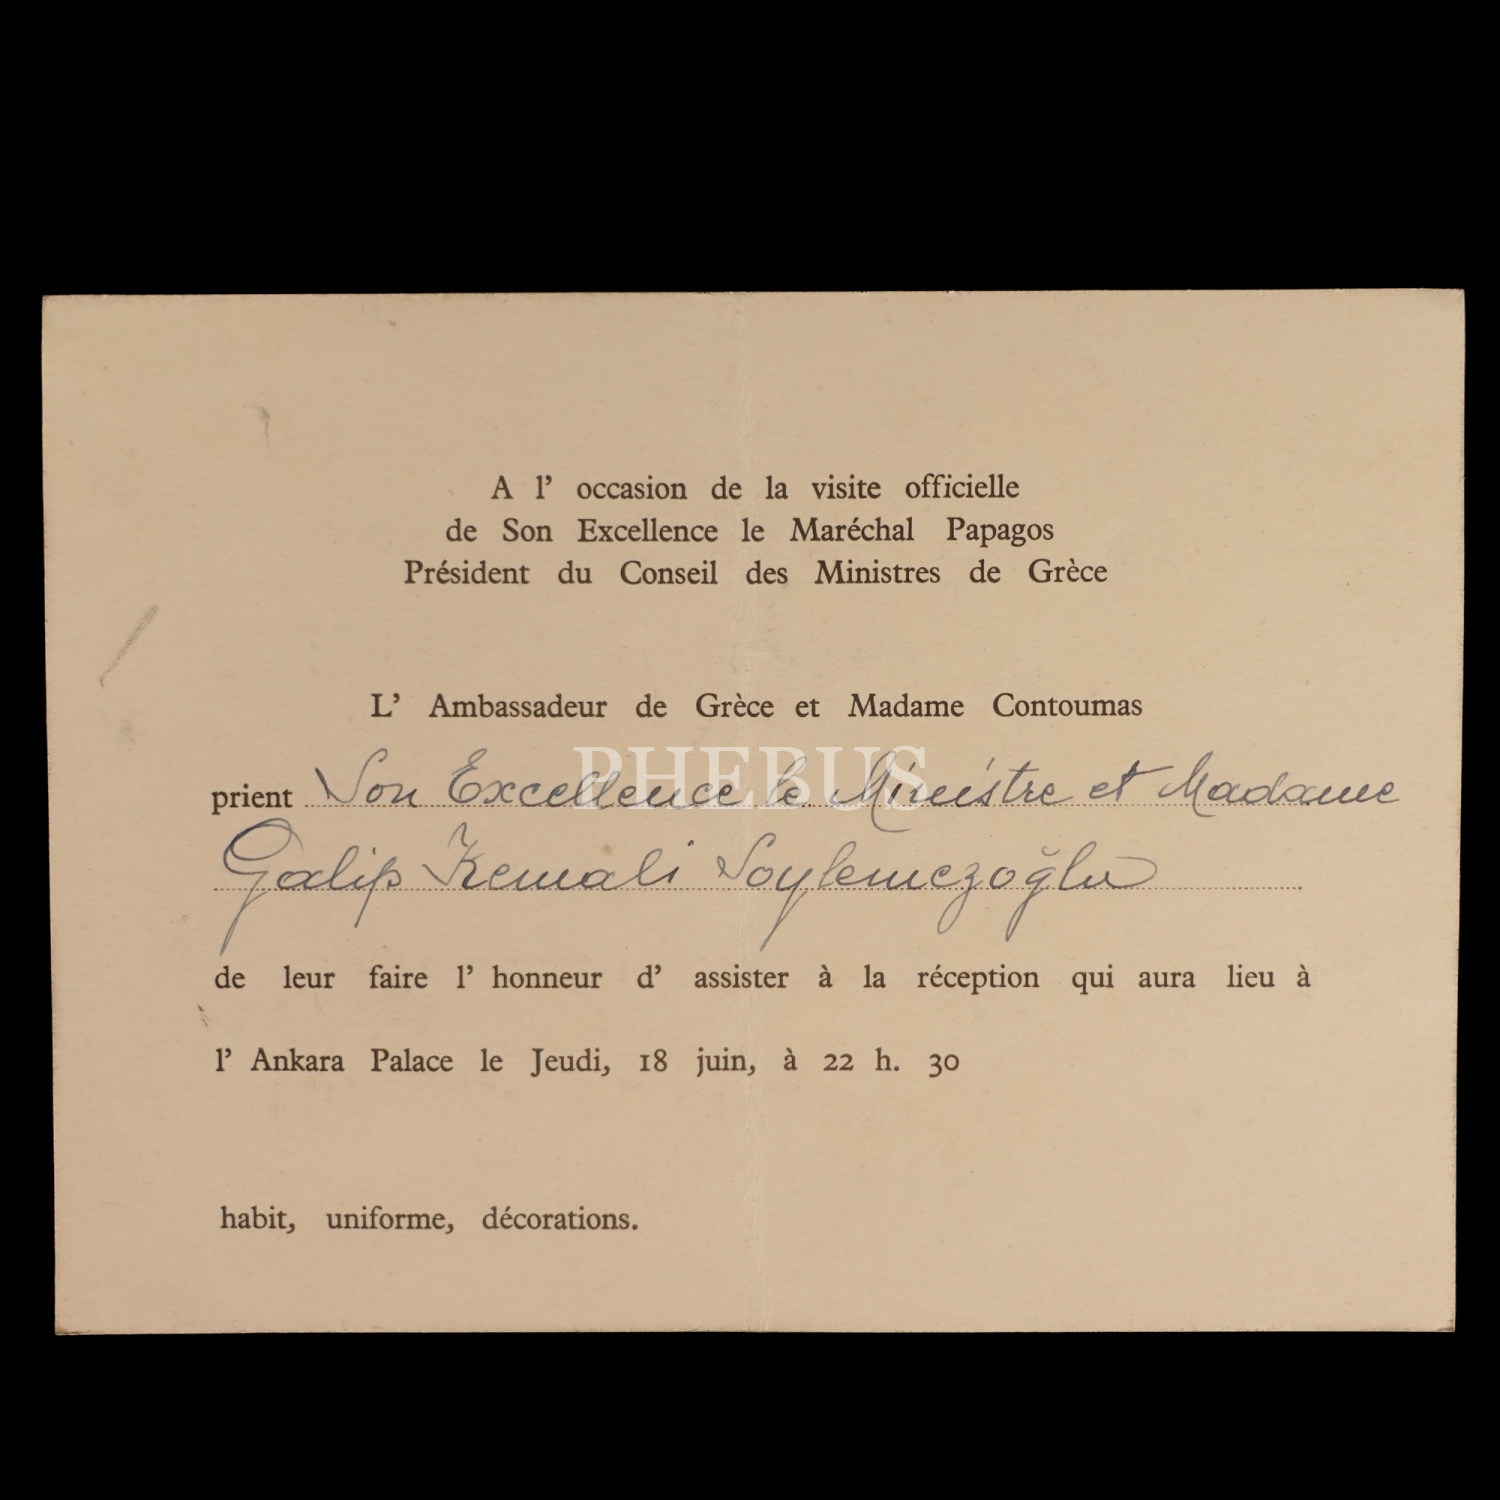 A l' occasion de la visite officielle
de Son Excellence le Maréchal Papagos
Président du Conseil des Ministres de Grèce
L' Ambassadeur de Grèce et Madame Contoumas
PHEBUS
prient Son Excellence le Ministre et Madame
Galip Kemali Soylemezoğlu
de leur faire l' honneur d' assister à la réception qui aura lieu à
l' Ankara Palace le Jeudi, 18 juin, à 22 h. 30
habit, uniforme, décorations.